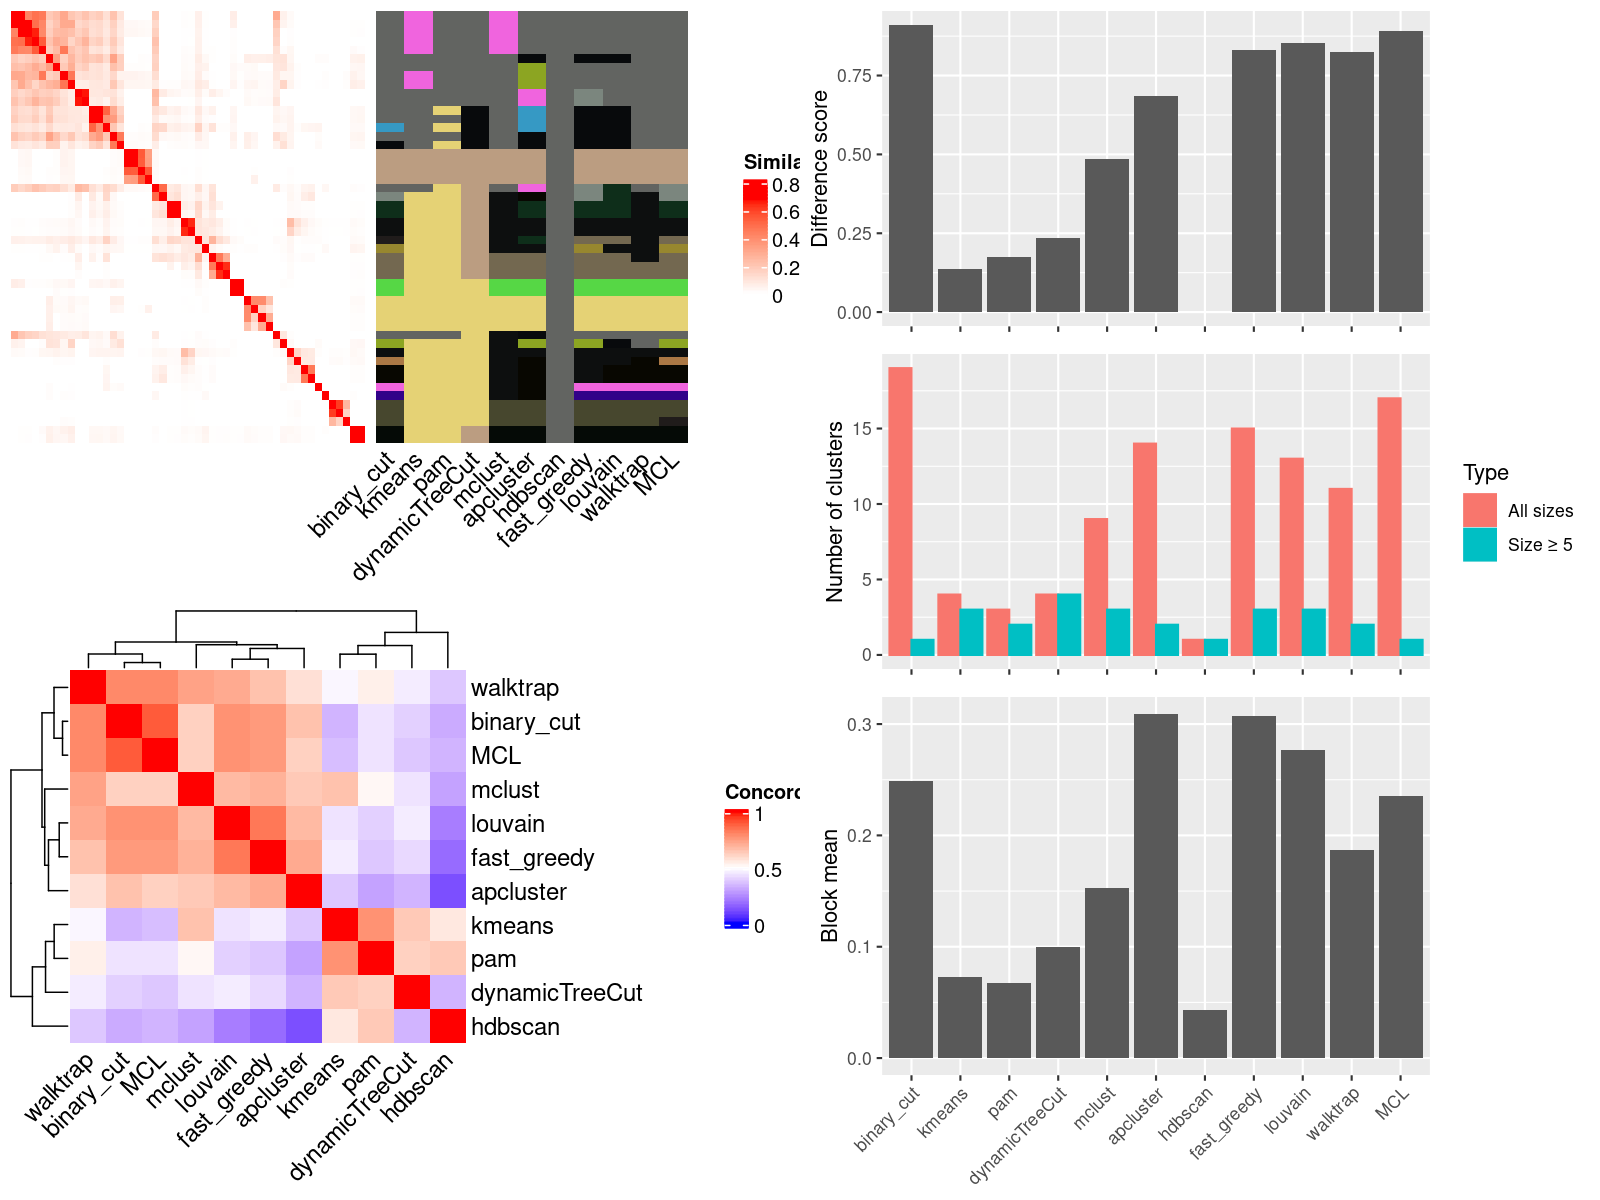 Simila
0.8
0.6
0.4
0.2
0
binary_cut
kmeans
pam
dynamicTreeCut
mclust
apcluster
hdbscan
fast_greedy
louvain
walktrap
MCL
Difference score
0.75
0.50
0.25
0.00
Number of clusters
15
10
5
0
Type
All sizes
Size ≥ 5
walktrap
binary_cut
MCL
mclust
louvain
fast_greedy
apcluster
kmeans
pam
dynamicTreeCut
hdbscan
walktrap
binary_cut
MCL
mclust
louvain
fast_greedy
apcluster
kmeans
pam
dynamicTreeCut
hdbscan
Concord
1
0.5
0
Block mean
0.3
0.2
0.1
0.0
binary_cut
kmeans
pam
dynamicTreeCut
mclust
apcluster
hdbscan
fast_greedy
louvain
walktrap
MCL